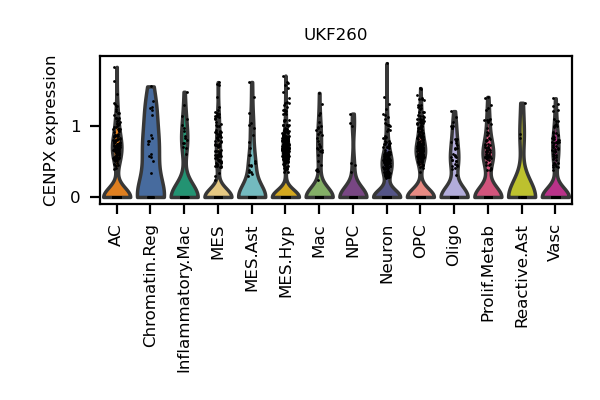 UKF260
CENPX expression
1
0
AC
Chromatin.Reg
Inflammatory.Mac
MES
MES.Ast
MES.Hyp
Mac
NPC
Neuron
OPC
Oligo
Prolif.Metab
Reactive.Ast
Vasc